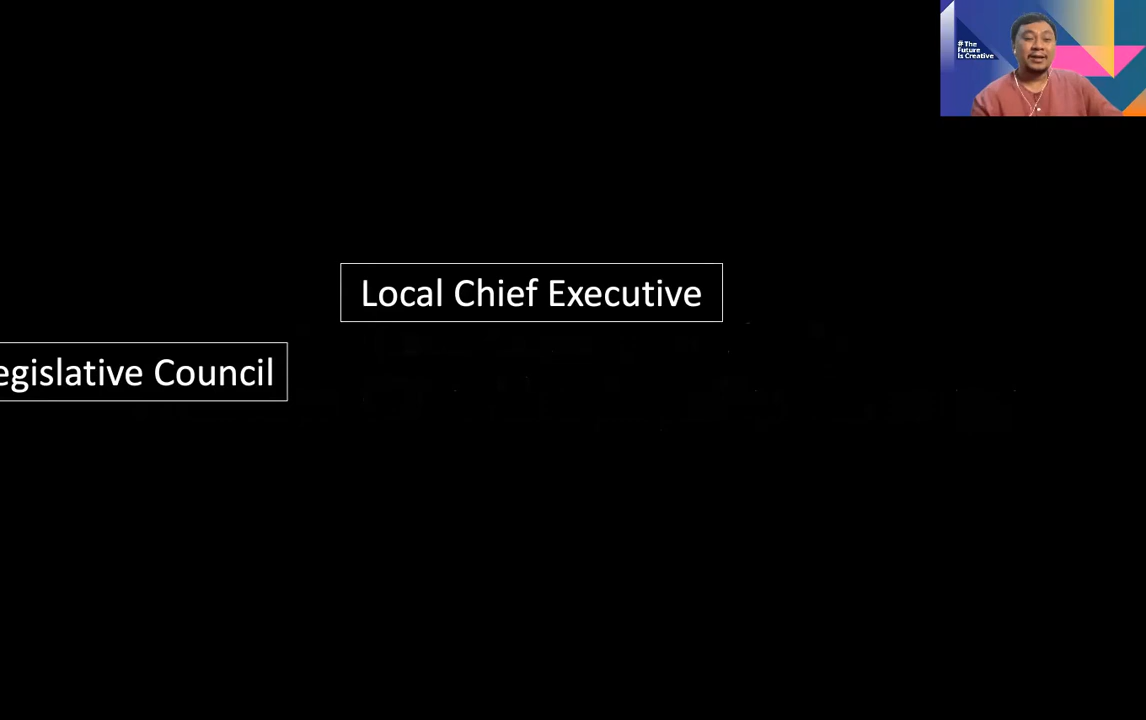 # The
Future
Is Creative
Local Chief Executive
egislative Council